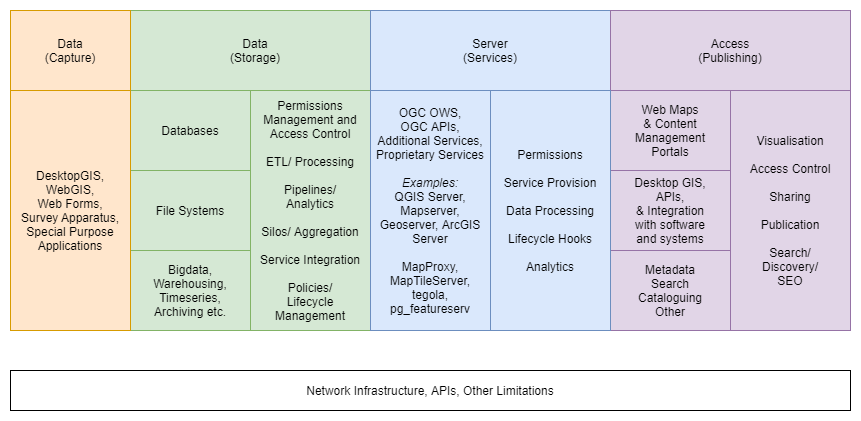 Data
(Capture)
Data
(Storage)
Server
(Services)
Access
(Publishing)
DesktopGIS,
WebGIS,
Web Forms,
Survey Apparatus,
Special Purpose
Applications
Databases
File Systems
Bigdata,
Warehousing,
Timeseries,
Archiving etc.
Permissions
Management and
Access Control
ETL/ Processing
Pipelines/
Analytics
Silos/ Aggregation
Service Integration
Policies/
Lifecycle
Management
OGC OWS,
OGC APIs,
Additional Services,
Proprietary Services
Examples:
QGIS Server,
Mapserver,
Geoserver, ArcGIS
Server
MapProxy,
MapTileServer,
tegola,
pg_featureserv
Permissions
Service Provision
Data Processing
Lifecycle Hooks
Analytics
Web Maps
& Content
Management
Portals
Desktop GIS,
APIs,
& Integration
with software
and systems
Metadata
Search
Cataloguing
Other
Visualisation
Access Control
Sharing
Publication
Search/
Discovery/
SEO
Network Infrastructure, APIs, Other Limitations